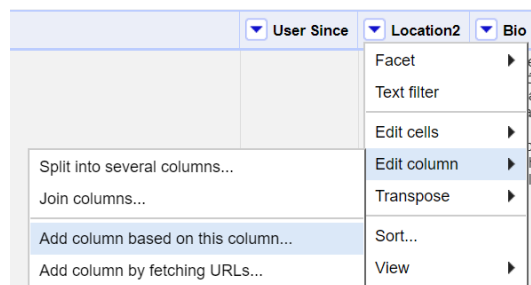 User Since Location2 Bio
Facet
Text filter
Edit cells
Edit column
Transpose
Sort...
View
Split into several columns...
Join columns...
Add column based on this column...
Add column by fetching URLs...